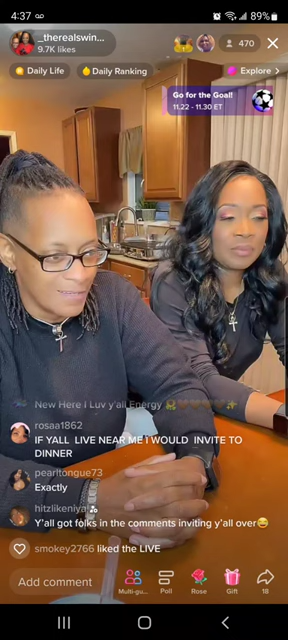 4:37
89%
_therealswin...
9.7K likes
470
Daily Life
Daily Ranking
Explore >
Go for the Goal!
11.22 - 11.30 ET
New Here I Luv y'all Energy
rosaa1862
IF YALL LIVE NEAR ME I WOULD INVITE TO
DINNER
pearltongue73
Exactly
hitzlikeniya
Y'all got folks in the comments inviting y'all over😂
smokey2766 liked the LIVE
Add comment
Multi-gu...
Poll
Rose
Gift
18